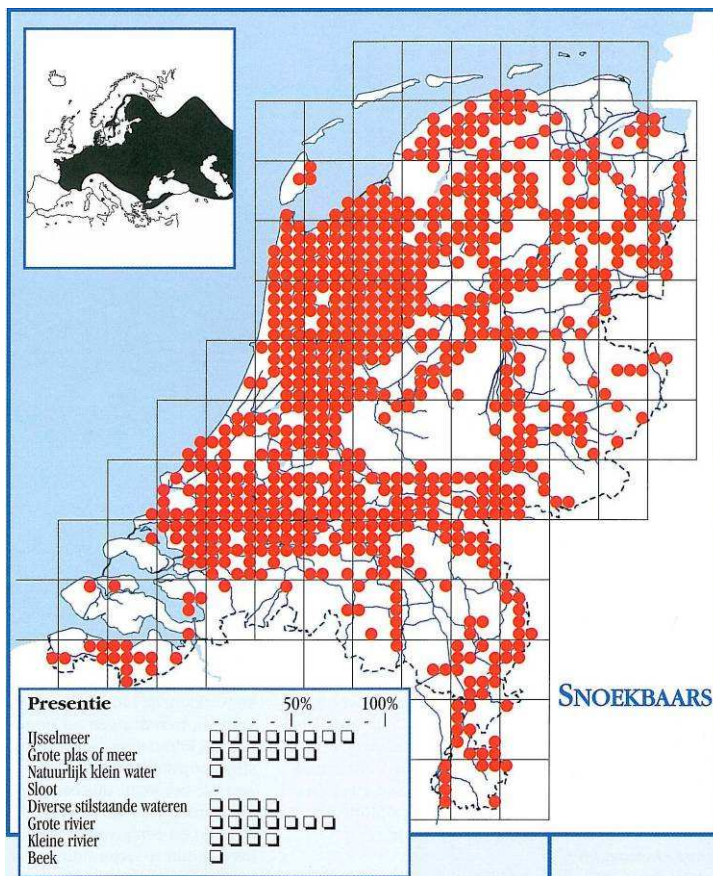 SNOEKBAARS
Presentie 50% 100%
IJsselmeer
Grote plas of meer
Natuurlijk klein water
Sloot -
Diverse stilstaande wateren
Grote rivier
Kleine rivier
Beek